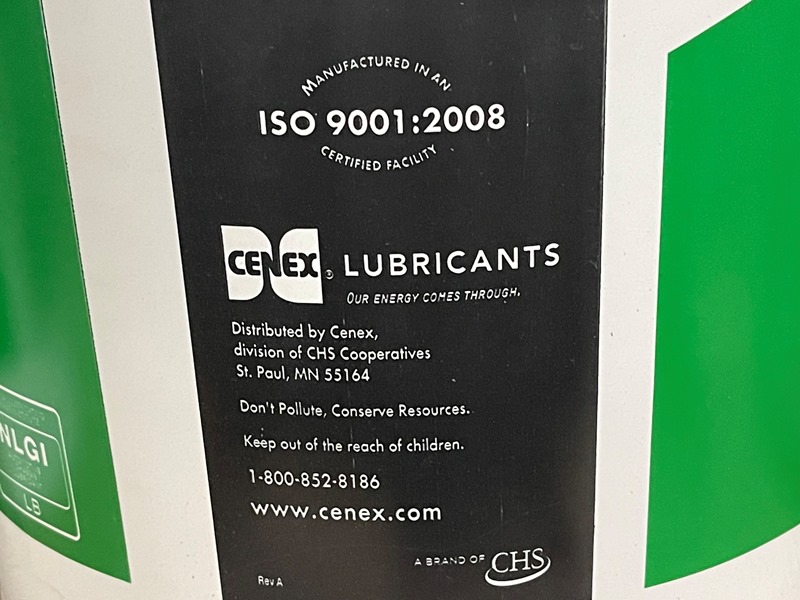 MANUFACTURED IN AN
ISO 9001:2008
CERTIFIED FACILITY
CENEX® LUBRICANTS
OUR ENERGY COMES THROUGH.
Distributed by Cenex,
division of CHS Cooperatives
St. Paul, MN 55164
Don't Pollute, Conserve Resources.
Keep out of the reach of children.
1-800-852-8186
www.cenex.com
A BRAND OF CHS
Rev A
NLGI
LB